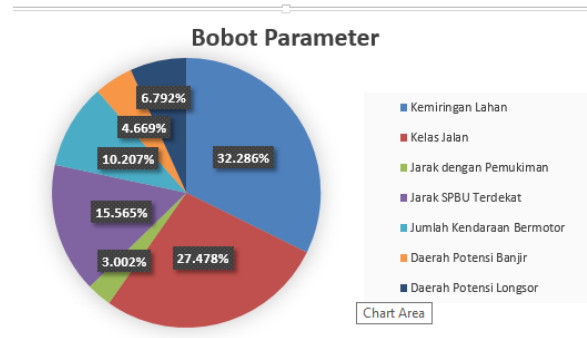 Bobot Parameter
6.792%
4.669%
10.207%
32.286%
15.565%
3.002%
27.478%
Kemiringan Lahan
Kelas Jalan
Jarak dengan Pemukiman
Jarak SPBU Terdekat
Jumlah Kendaraan Bermotor
Daerah Potensi Banjir
Daerah Potensi Longsor
Chart Area